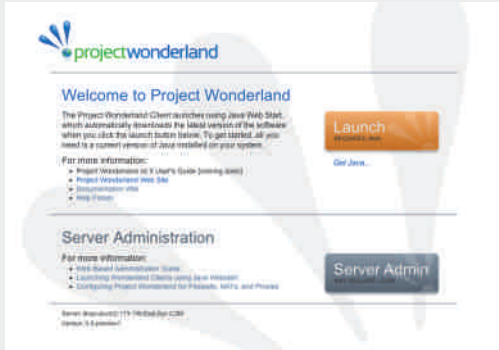 projectwonderland
Welcome to Project Wonderland
The Project Wonderland Client launches using Java Web Start,
which automatically downloads the latest version of the software
when you click the launch button below. To get started, all you
need is a current version of Java installed on your system.
Launch
Get Java...
For more information:
Project Wonderland v0.5 User's Guide (coming soon)
Project Wonderland Web Site
Documentation Wiki
Help Forum
Server Administration
For more information:
Web-Based Administration Guide
Launching Wonderland Clients using Java Webstart
Configuring Project Wonderland for Firewalls, NATs, and Proxies
Server Admin
Version: 0.5-preview1